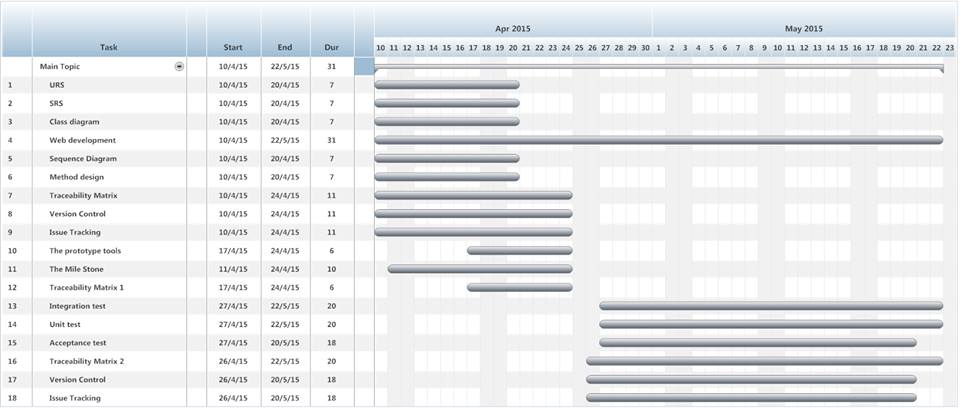 Apr 2015 May 2015
Task Start End Dur 10 11 12 13 14 15 16 17 18 19 20 21 22 23 24 25 26 27 28 29 30 1 2 3 4 5 6 7 8 9 10 11 12 13 14 15 16 17 18 19 20 21 22 23
Main Topic 10/4/15 22/5/15 31
1 URS 10/4/15 20/4/15 7
2 SRS 10/4/15 20/4/15 7
3 Class diagram 10/4/15 20/4/15 7
4 Web development 10/4/15 22/5/15 31
5 Sequence Diagram 10/4/15 20/4/15 7
6 Method design 10/4/15 20/4/15 7
7 Traceability Matrix 10/4/15 24/4/15 11
8 Version Control 10/4/15 24/4/15 11
9 Issue Tracking 10/4/15 24/4/15 11
10 The prototype tools 17/4/15 24/4/15 6
11 The Mile Stone 11/4/15 24/4/15 10
12 Traceability Matrix 1 17/4/15 24/4/15 6
13 Integration test 27/4/15 22/5/15 20
14 Unit test 27/4/15 22/5/15 20
15 Acceptance test 27/4/15 20/5/15 18
16 Traceability Matrix 2 26/4/15 22/5/15 20
17 Version Control 26/4/15 20/5/15 18
18 Issue Tracking 26/4/15 20/5/15 18